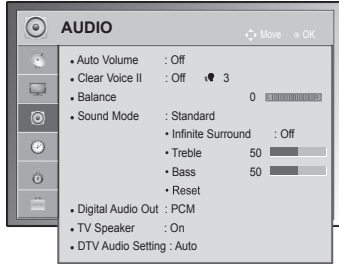 AUDIO
Move OK
• Auto Volume : Off
• Clear Voice II : Off 3
• Balance 0
• Sound Mode : Standard
• Infinite Surround : Off
• Treble 50
• Bass 50
• Reset
• Digital Audio Out : PCM
• TV Speaker : On
• DTV Audio Setting : Auto